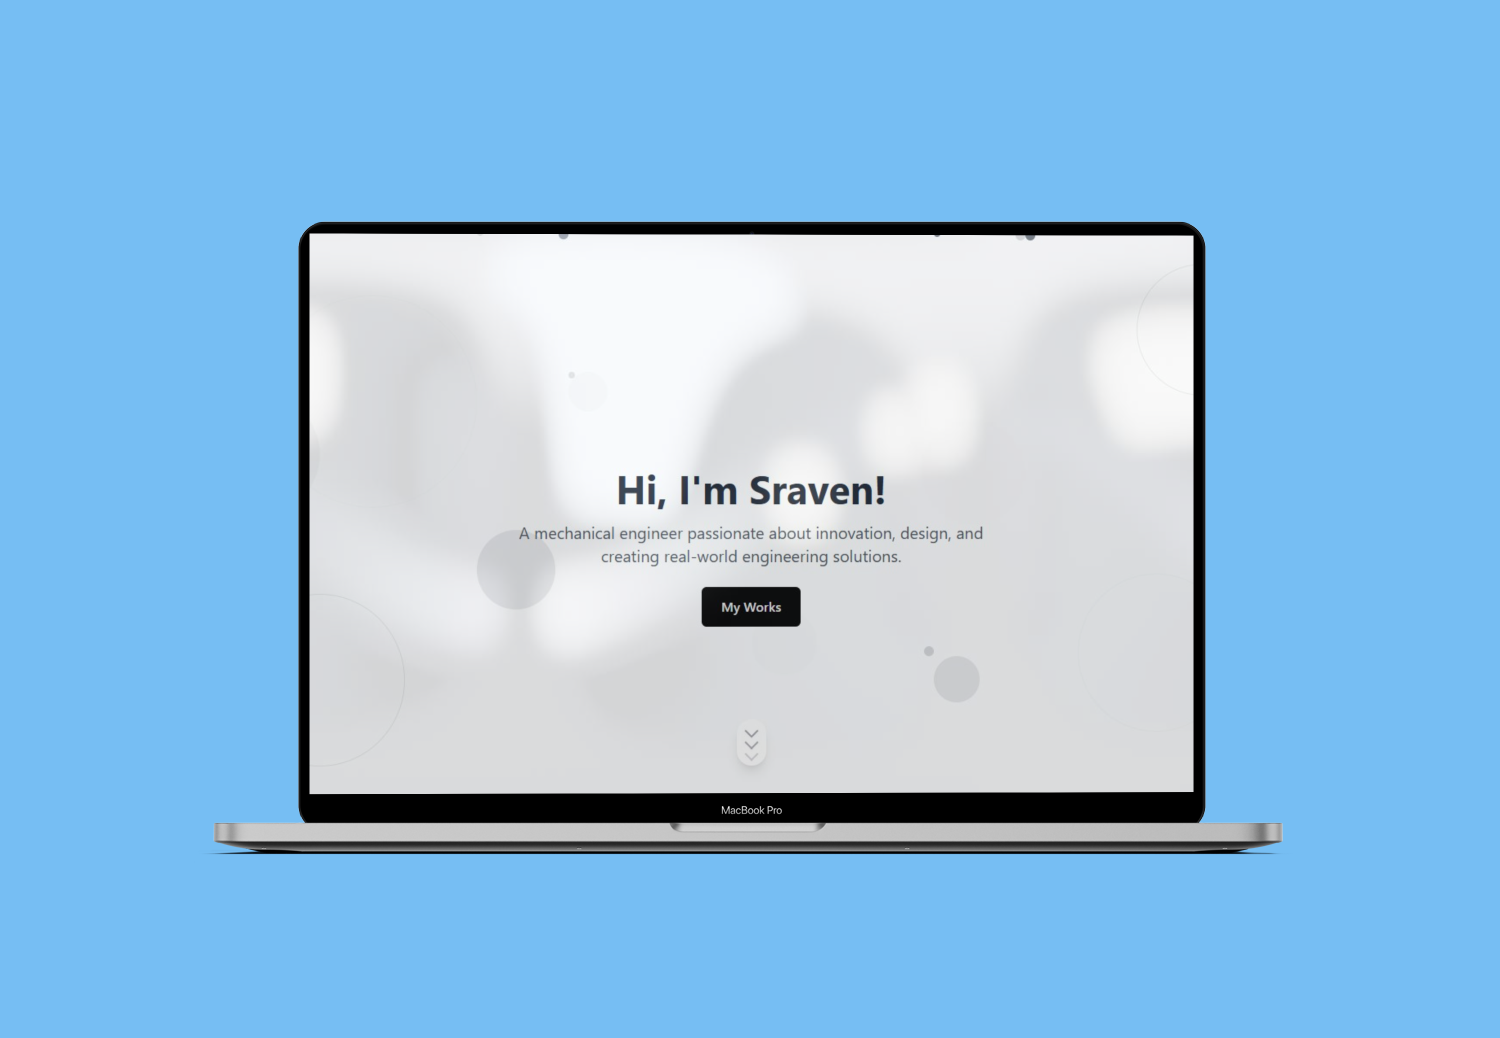 Hi, I'm Sraven!
A mechanical engineer passionate about innovation, design, and
creating real-world engineering solutions.
My Works
MacBook Pro